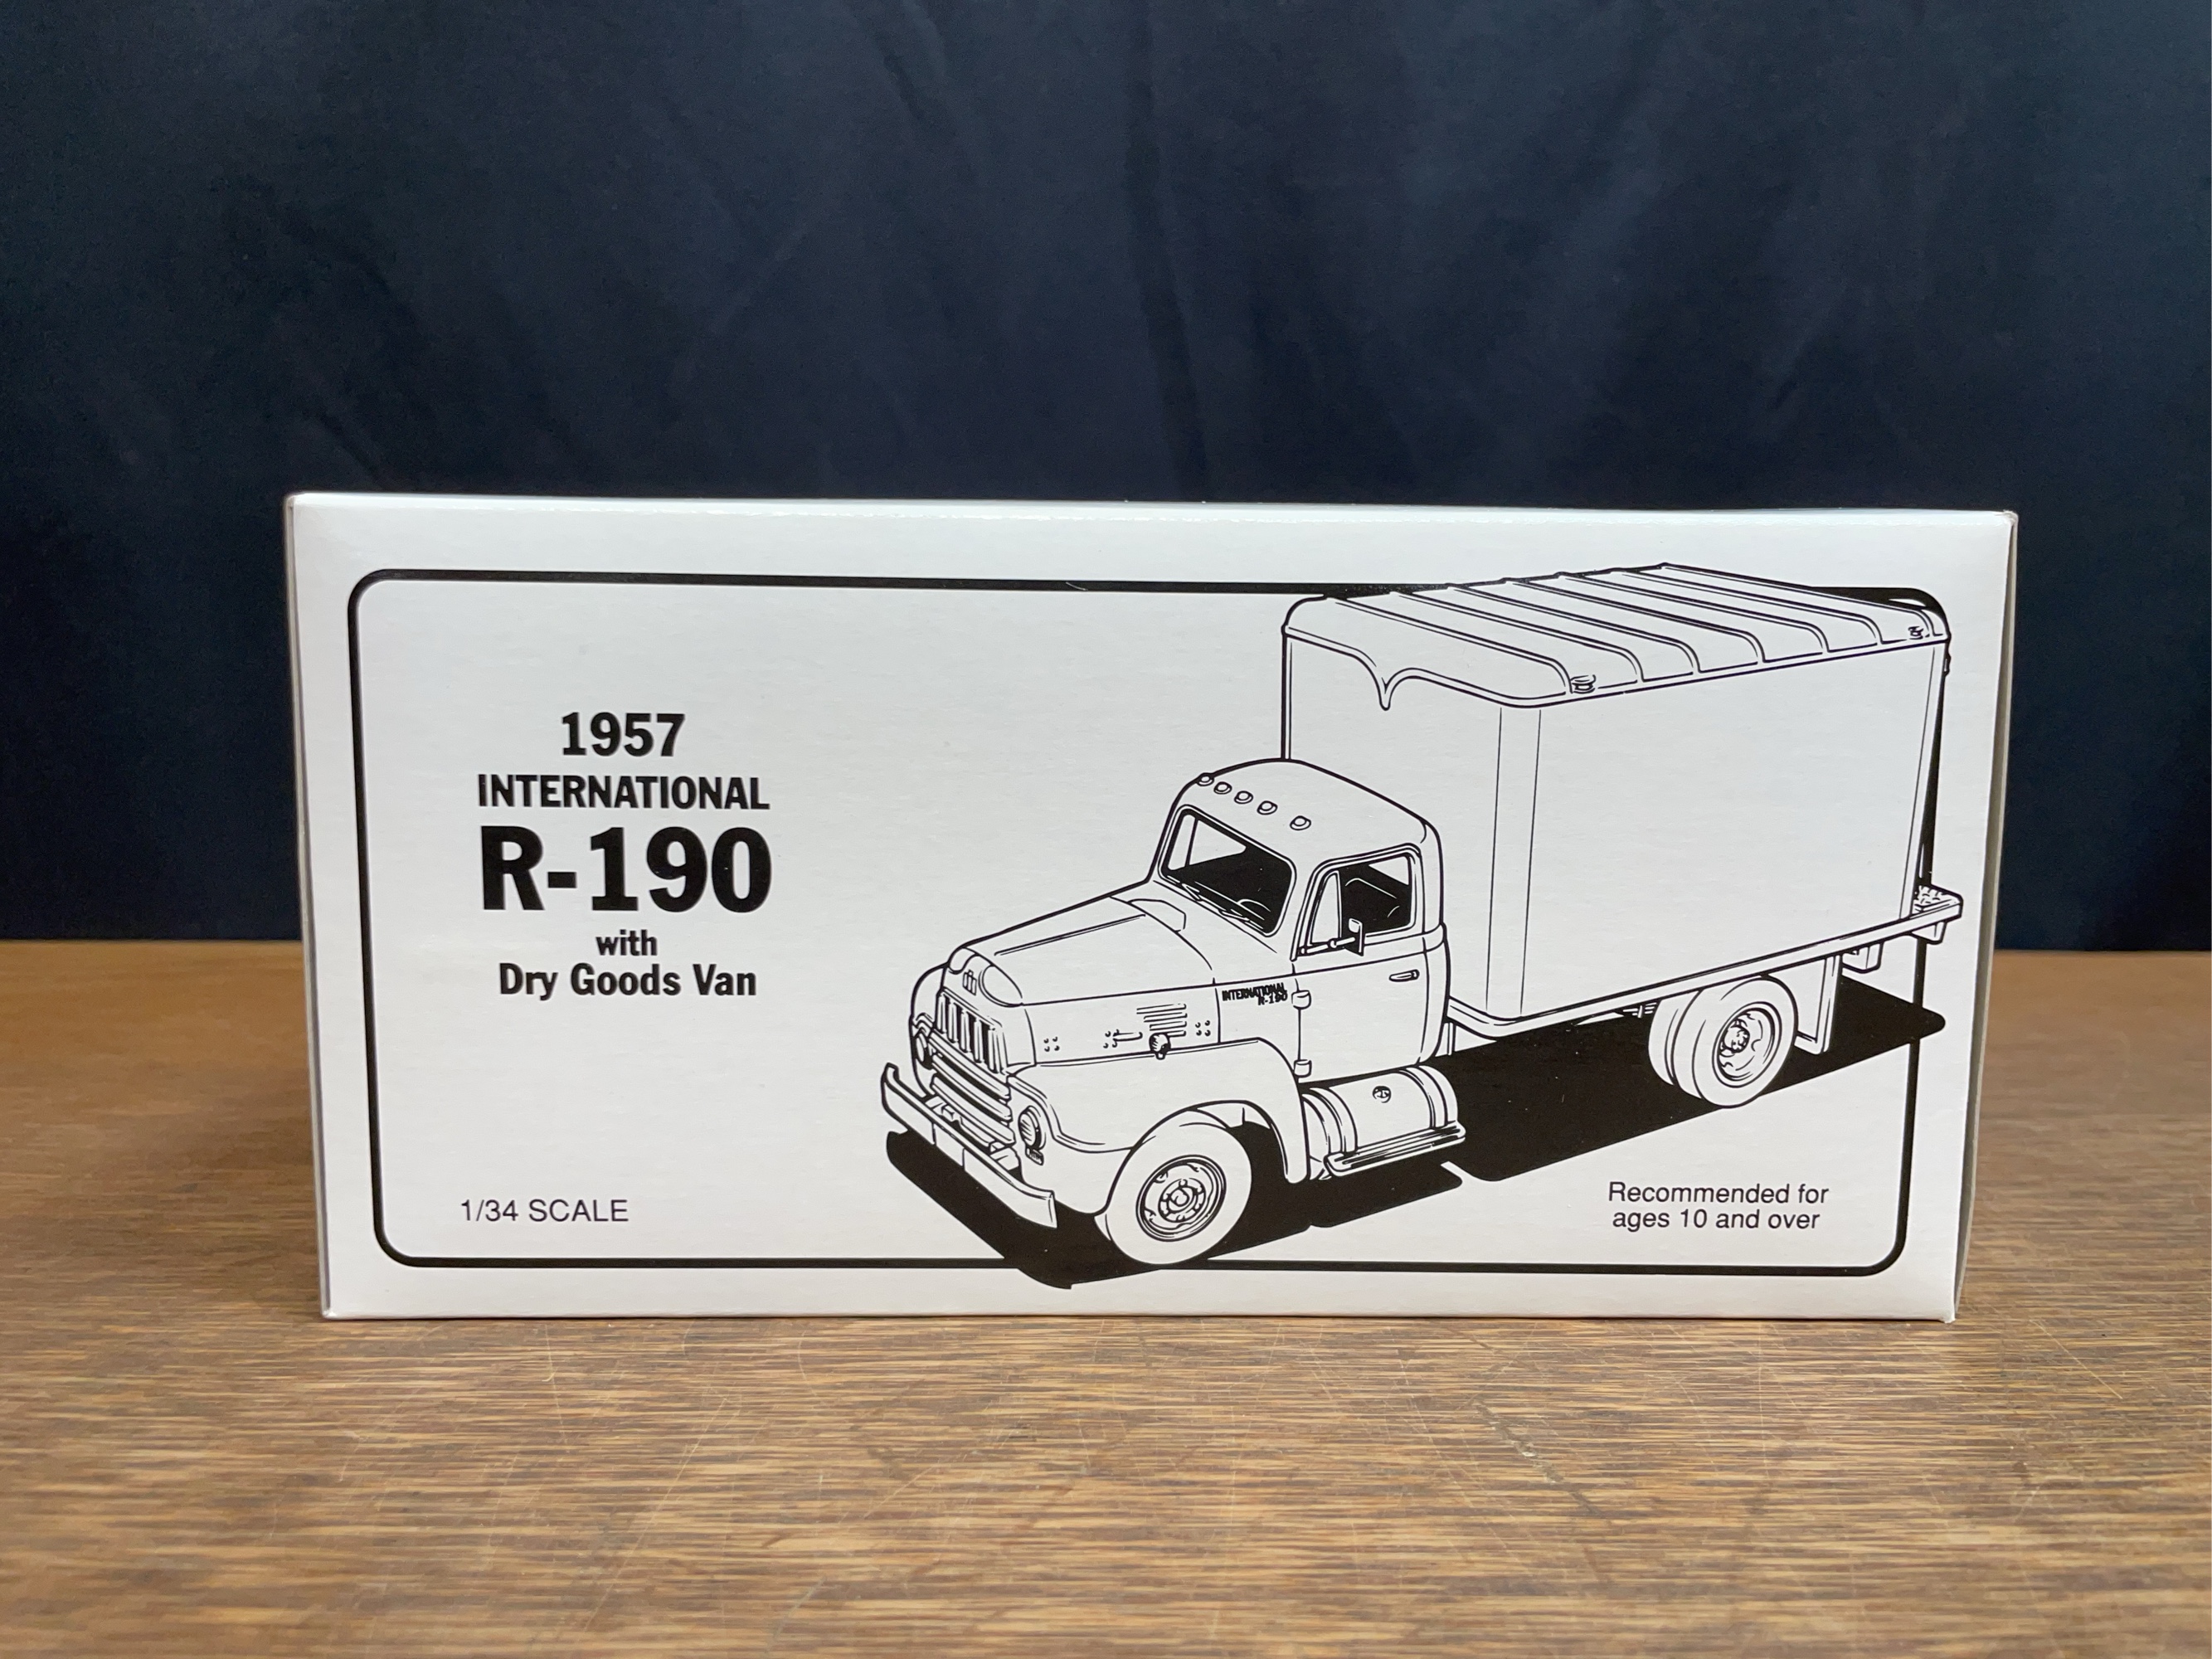 1957
INTERNATIONAL
R-190
with
Dry Goods Van
INTERNATIONAL
R-190
1/34 SCALE
Recommended for
ages 10 and over